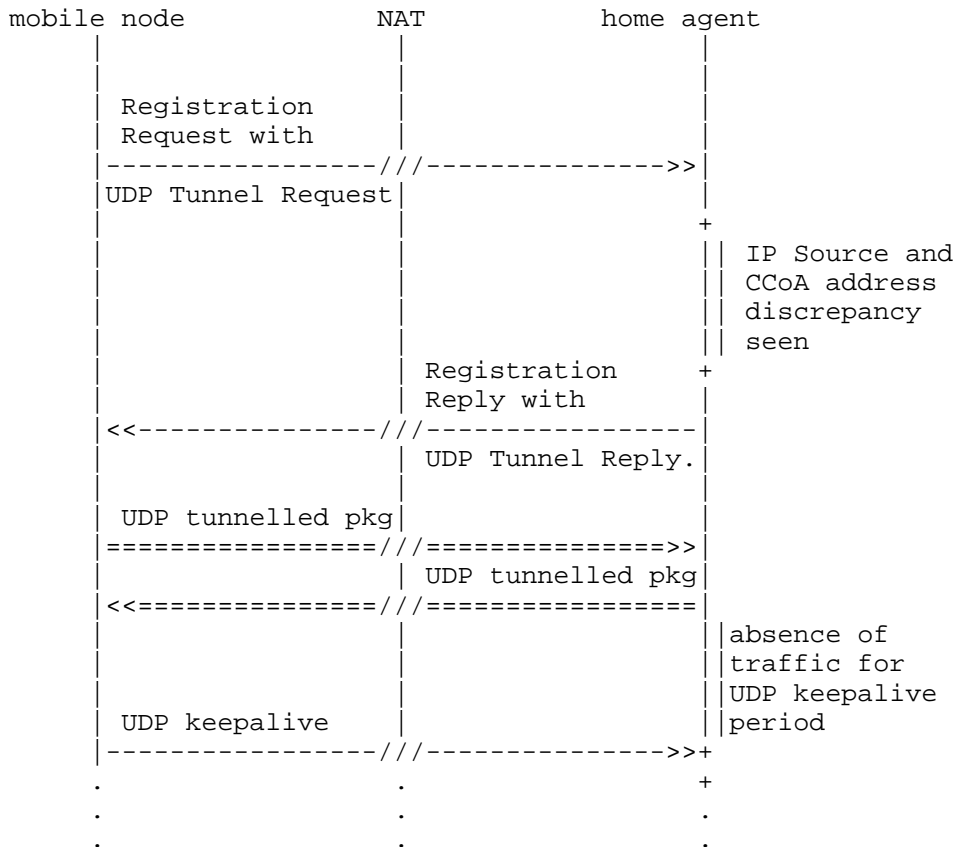 mobile node NAT home agent
Registration
Request with
UDP Tunnel Request
IP Source and
CCoA address
discrepancy
seen
Registration
Reply with
UDP Tunnel Reply.
UDP tunnelled pkg
UDP tunnelled pkg
absence of
traffic for
UDP keepalive
UDP keepalive period